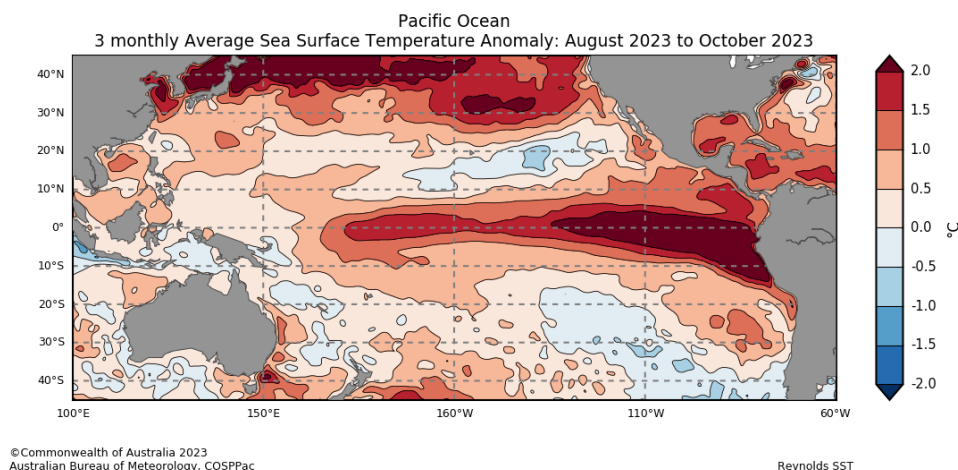 Pacific Ocean
3 monthly Average Sea Surface Temperature Anomaly: August 2023 to October 2023
40°N
30°N
20°N
10°N
0°
10°S
20°S
30°S
40°S
100°E 150°E 160°W 110°W 60°W
2.0
1.5
1.0
0.5
0.0
-0.5
-1.0
-1.5
-2.0
°C
©Commonwealth of Australia 2023
Australian Bureau of Meteorology, COSPPac
Reynolds SST